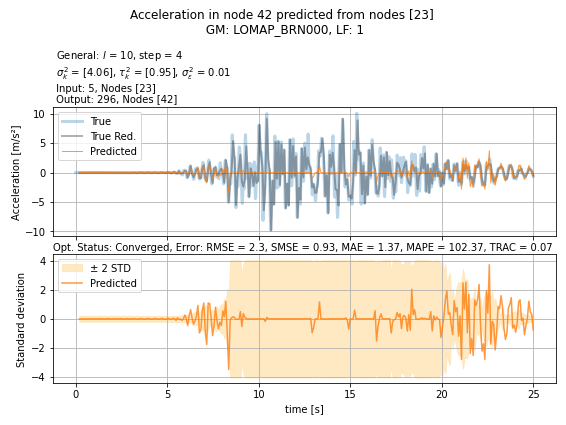 Acceleration in node 42 predicted from nodes [23]
GM: LOMAP_BRN000, LF: 1
General: l = 10, step = 4
σ²ₖ = [4.06], τ²ₖ = [0.95], σ²ε = 0.01
Input: 5, Nodes [23]
Output: 296, Nodes [42]
10
5
0
−5
−10
Acceleration [m/s²]
True
True Red.
Predicted
Opt. Status: Converged, Error: RMSE = 2.3, SMSE = 0.93, MAE = 1.37, MAPE = 102.37, TRAC = 0.07
4
2
0
−2
−4
Standard deviation
± 2 STD
Predicted
0 5 10 15 20 25
time [s]